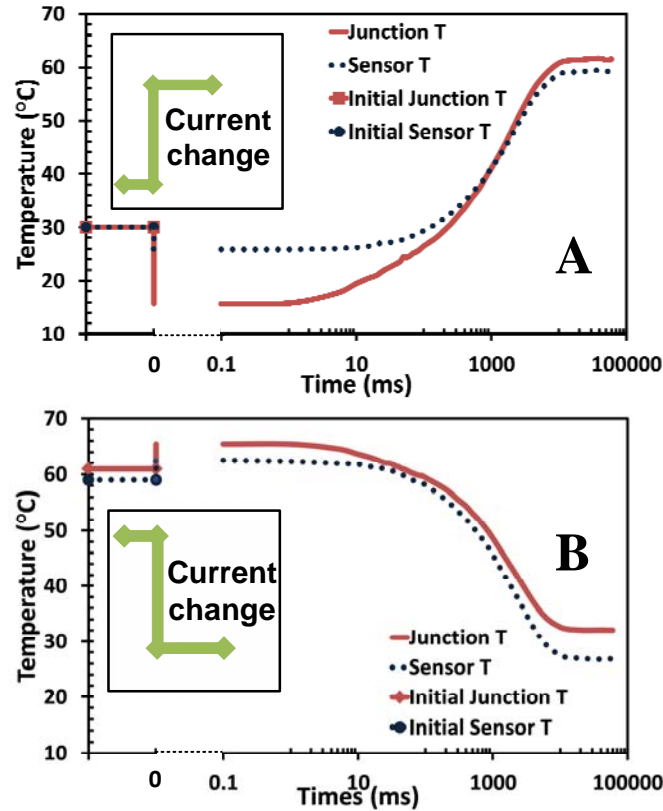 70
60
50
40
30
20
10
Temperature (°C)
Current
change
Junction T
Sensor T
Initial Junction T
Initial Sensor T
A
0
0.1
10
1000
100000
Time (ms)
70
60
50
40
30
20
10
Temperature (°C)
Current
change
B
Junction T
Sensor T
Initial Junction T
Initial Sensor T
0
0.1
10
1000
100000
Times (ms)